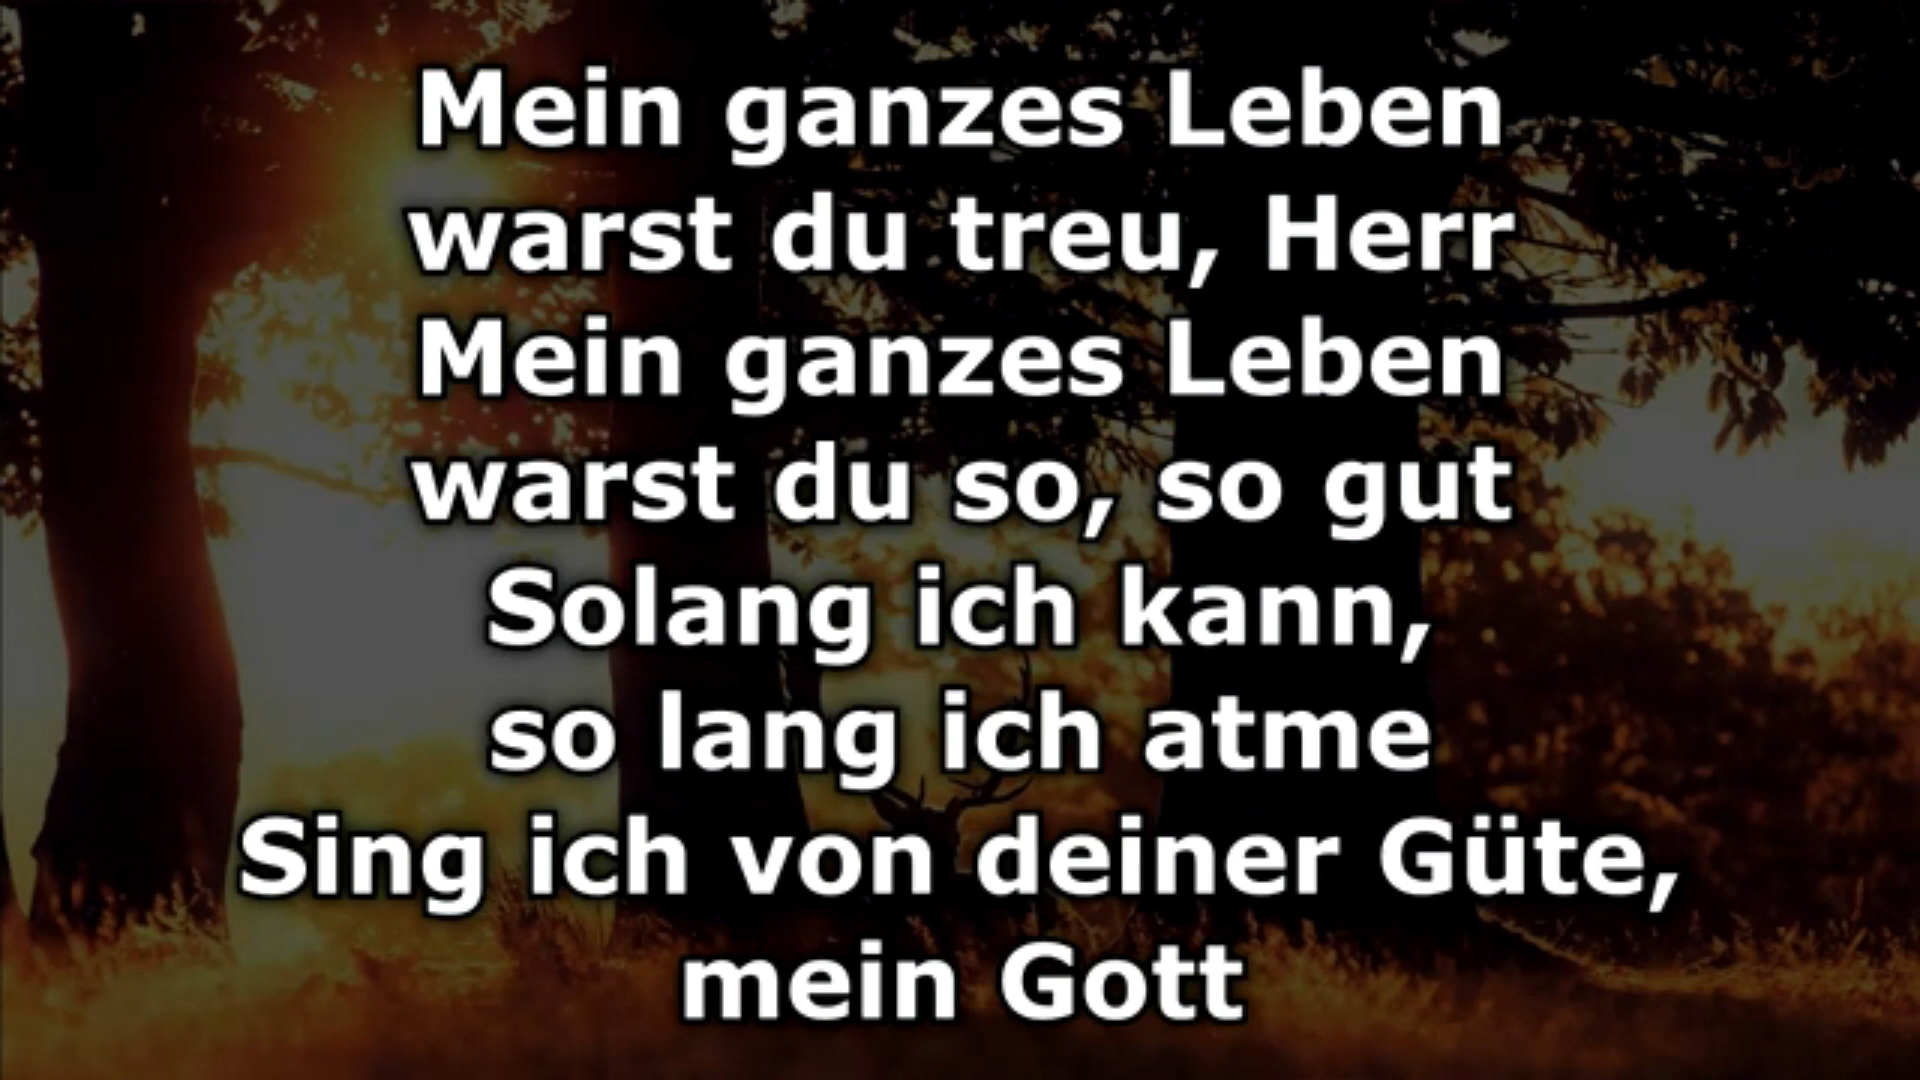 Mein ganzes Leben
warst du treu, Herr
Mein ganzes Leben
warst du so, so gut
Solang ich kann,
so lang ich atme
Sing ich von deiner Güte,
mein Gott